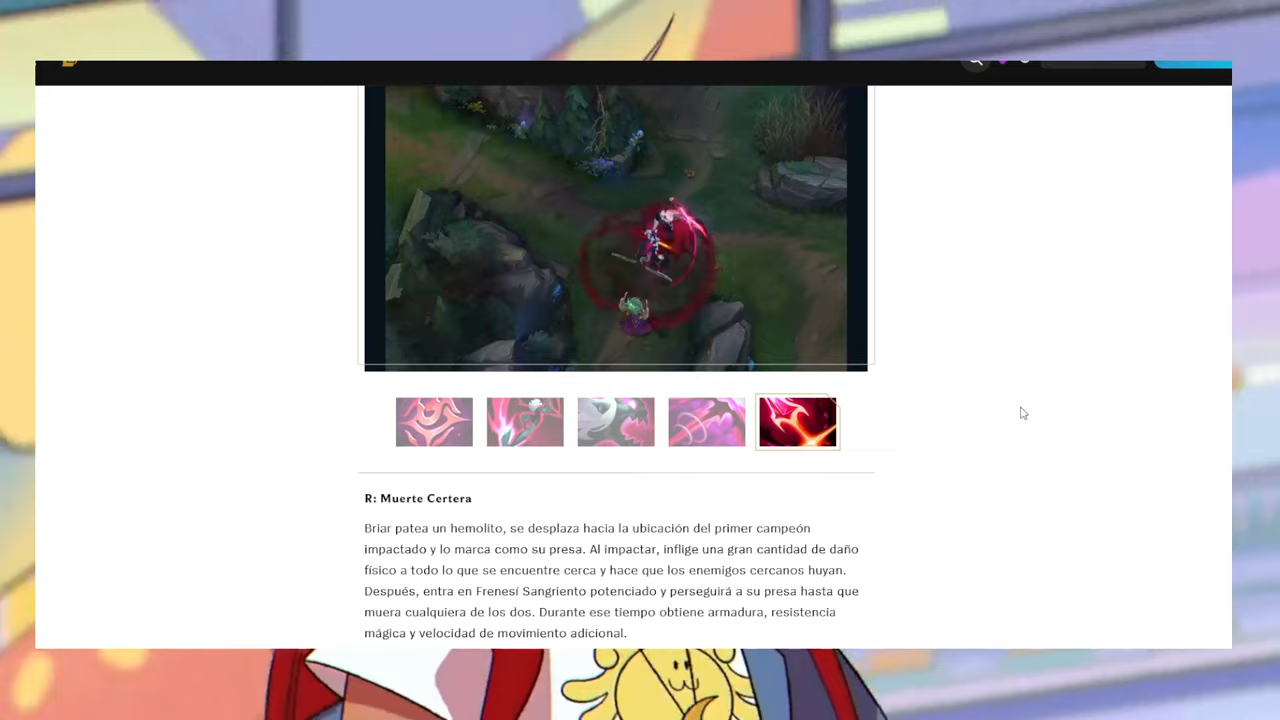 R: Muerte Certera
Briar patea un hemolito, se desplaza hacia la ubicación del primer campeón
impactado y lo marca como su presa. Al impactar, inflige una gran cantidad de daño
físico a todo lo que se encuentre cerca y hace que los enemigos cercanos huyan.
Después, entra en Frenesí Sangriento potenciado y perseguirá a su presa hasta que
muera cualquiera de los dos. Durante ese tiempo obtiene armadura, resistencia
mágica y velocidad de movimiento adicional.